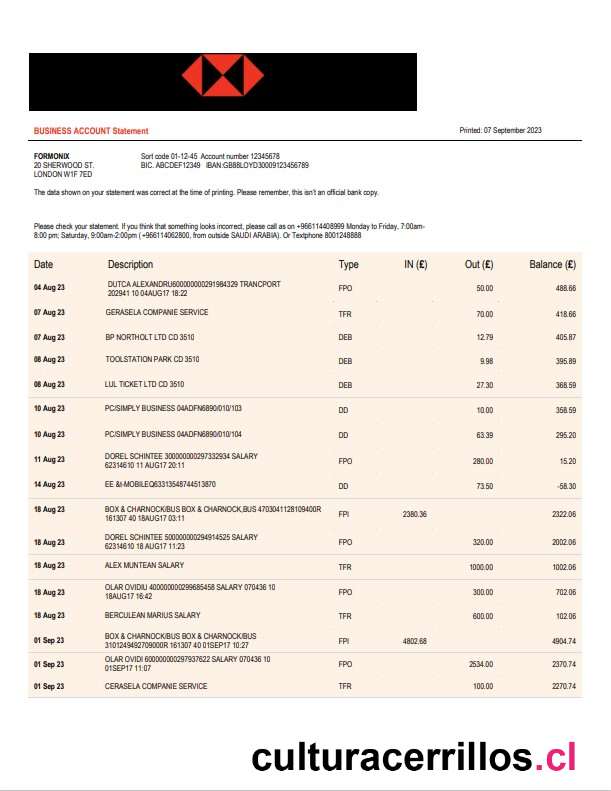 BUSINESS ACCOUNT Statement Printed: 07 September 2023
FORMONIX Sort code 01-12-45 Account number 12345678
20 SHERWOOD ST. BIC. ABCDEF12349 IBAN:GB88LOYD30009123456789
LONDON W1F 7ED
The data shown on your statement was correct at the time of printing. Please remember, this isn't an official bank copy.
Please check your statement. If you think that something looks incorrect, please call as on +966114408999 Monday to Friday, 7:00am-
8:00 pm; Saturday, 9:00am-2:00pm ( +966114062800, from outside SAUDI ARABIA). Or Textphone 8001248888
Date Description Type IN (£) Out (£) Balance (£)
04 Aug 23 DUTCA ALEXANDRU600000000291984329 TRANCPORT FPO 50.00 488.66
202941 10 04AUG17 18:22
07 Aug 23 GERASELA COMPANIE SERVICE TFR 70.00 418.66
07 Aug 23 BP NORTHOLT LTD CD 3510 DEB 12.79 405.87
08 Aug 23 TOOLSTATION PARK CD 3510 DEB 9.98 395.89
08 Aug 23 LUL TICKET LTD CD 3510 DEB 27.30 368.59
10 Aug 23 PC/SIMPLY BUSINESS 04ADFN6890/010/103 DD 10.00 358.59
10 Aug 23 PC/SIMPLY BUSINESS 04ADFN6890/010/104 DD 63.39 295.20
11 Aug 23 DOREL SCHINTEE 300000000297332934 SALARY FPO 280.00 15.20
62314610 11 AUG17 20:11
14 Aug 23 EE &t-MOBILEQ63313548744513870 DD 73.50 -58.30
18 Aug 23 BOX & CHARNOCK/BUS BOX & CHARNOCK,BUS 4703041128109400R FPI 2380.36 2322.06
161307 40 18AUG17 03:11
18 Aug 23 DOREL SCHINTEE 500000000294914525 SALARY FPO 320.00 2002.06
62314610 18 AUG17 11:23
18 Aug 23 ALEX MUNTEAN SALARY TFR 1000.00 1002.06
18 Aug 23 OLAR OVIDIU 400000000299685458 SALARY 070436 10 FPO 300.00 702.06
18AUG17 16:42
18 Aug 23 BERCULEAN MARIUS SALARY TFR 600.00 102.06
01 Sep 23 BOX & CHARNOCK/BUS BOX & CHARNOCK/BUS FPI 4802.68 4904.74
3101249492709000R 161307 40 01SEP17 10:27
01 Sep 23 OLAR OVIDI 600000000297937622 SALARY 070436 10 FPO 2534.00 2370.74
01SEP17 11:07
01 Sep 23 CERASELA COMPANIE SERVICE TFR 100.00 2270.74
culturacerrillos.cl